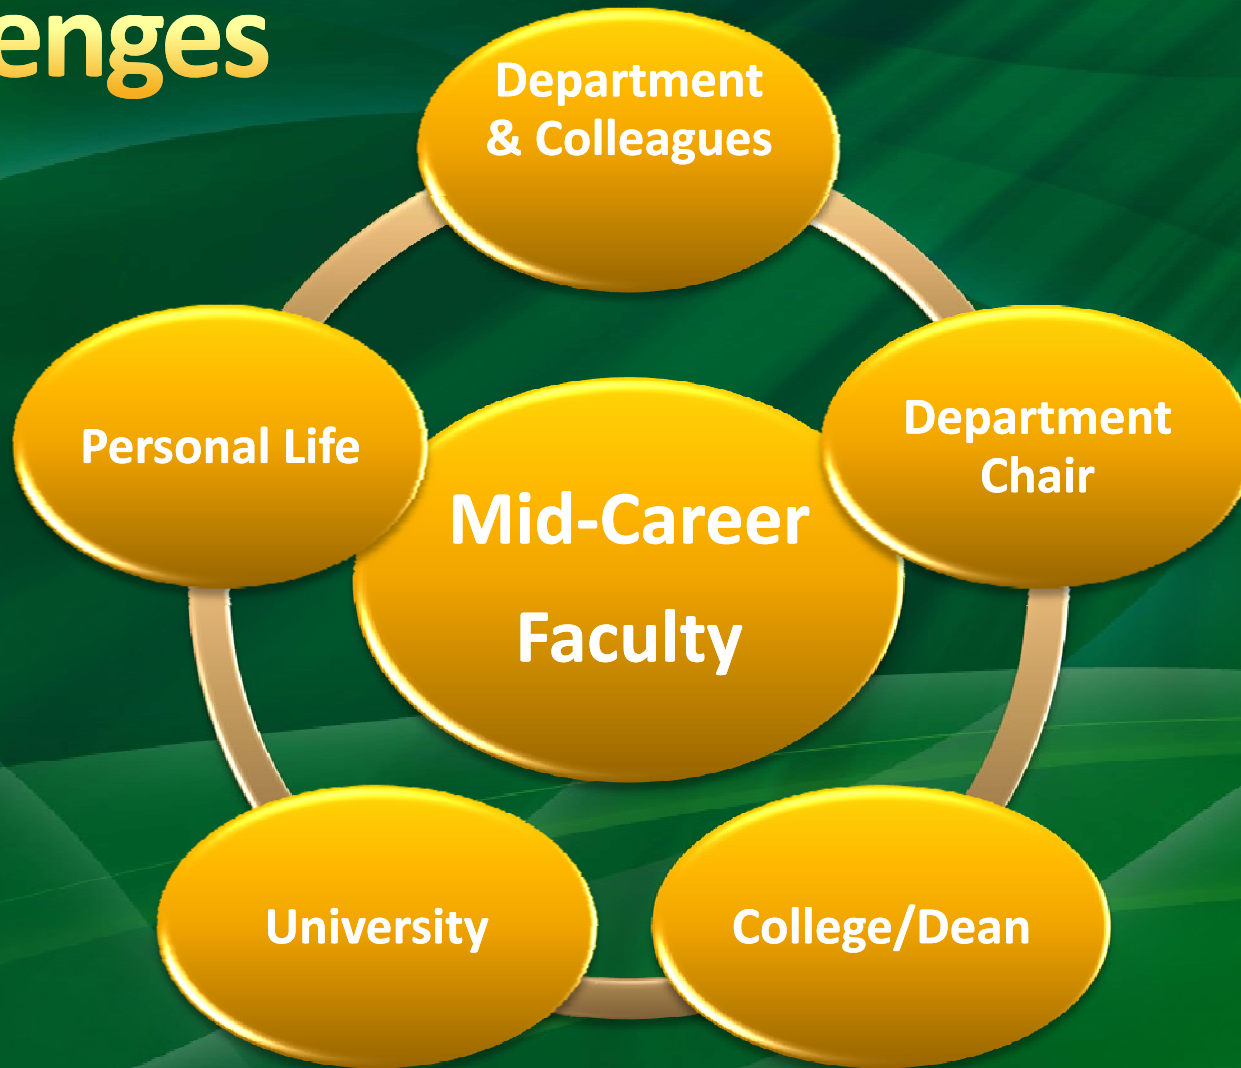 enges
Department
& Colleagues
Department
Chair
Personal Life
Mid-Career
Faculty
University
College/Dean